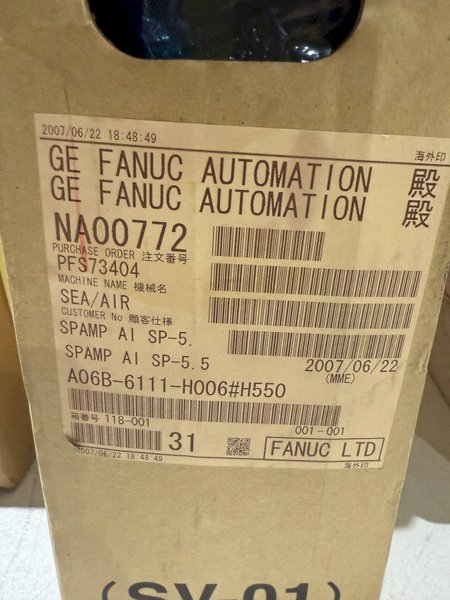 2007/06/22 18:48:49
海外印
GE FANUC AUTOMATION 殿
GE FANUC AUTOMATION 殿
NA00772
PURCHASE ORDER 注文番号
PFS73404
MACHINE NAME 機械名
SEA/AIR
CUSTOMER No 顧客仕様
SPAMP AI SP-5.
SPAMP AI SP-5.5
2007/06/22
(MME)
A06B-6111-H006#H550
箱番号 118-001
001-001
31
FANUC LTD
2007/06/22 18:48:49
海外印
(SV-01)